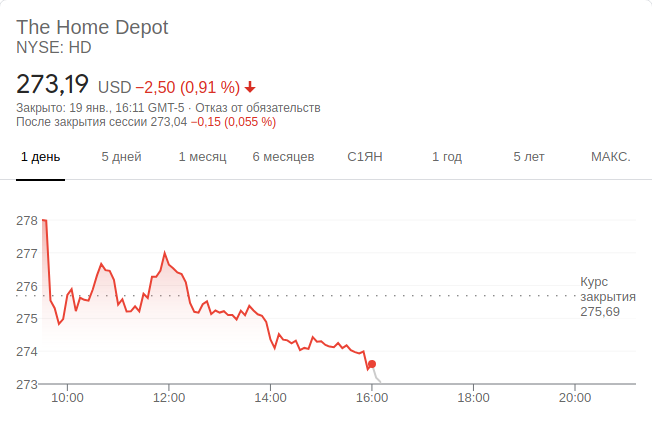 The Home Depot
NYSE: HD
273,19 USD −2,50 (0,91 %)
Закрыто: 19 янв., 16:11 GMT-5 · Отказ от обязательств
После закрытия сессии 273,04 −0,15 (0,055 %)
1 день 5 дней 1 месяц 6 месяцев С1ЯН 1 год 5 лет МАКС.
278
277
276
275
274
273
Курс
закрытия
275,69
10:00 12:00 14:00 16:00 18:00 20:00